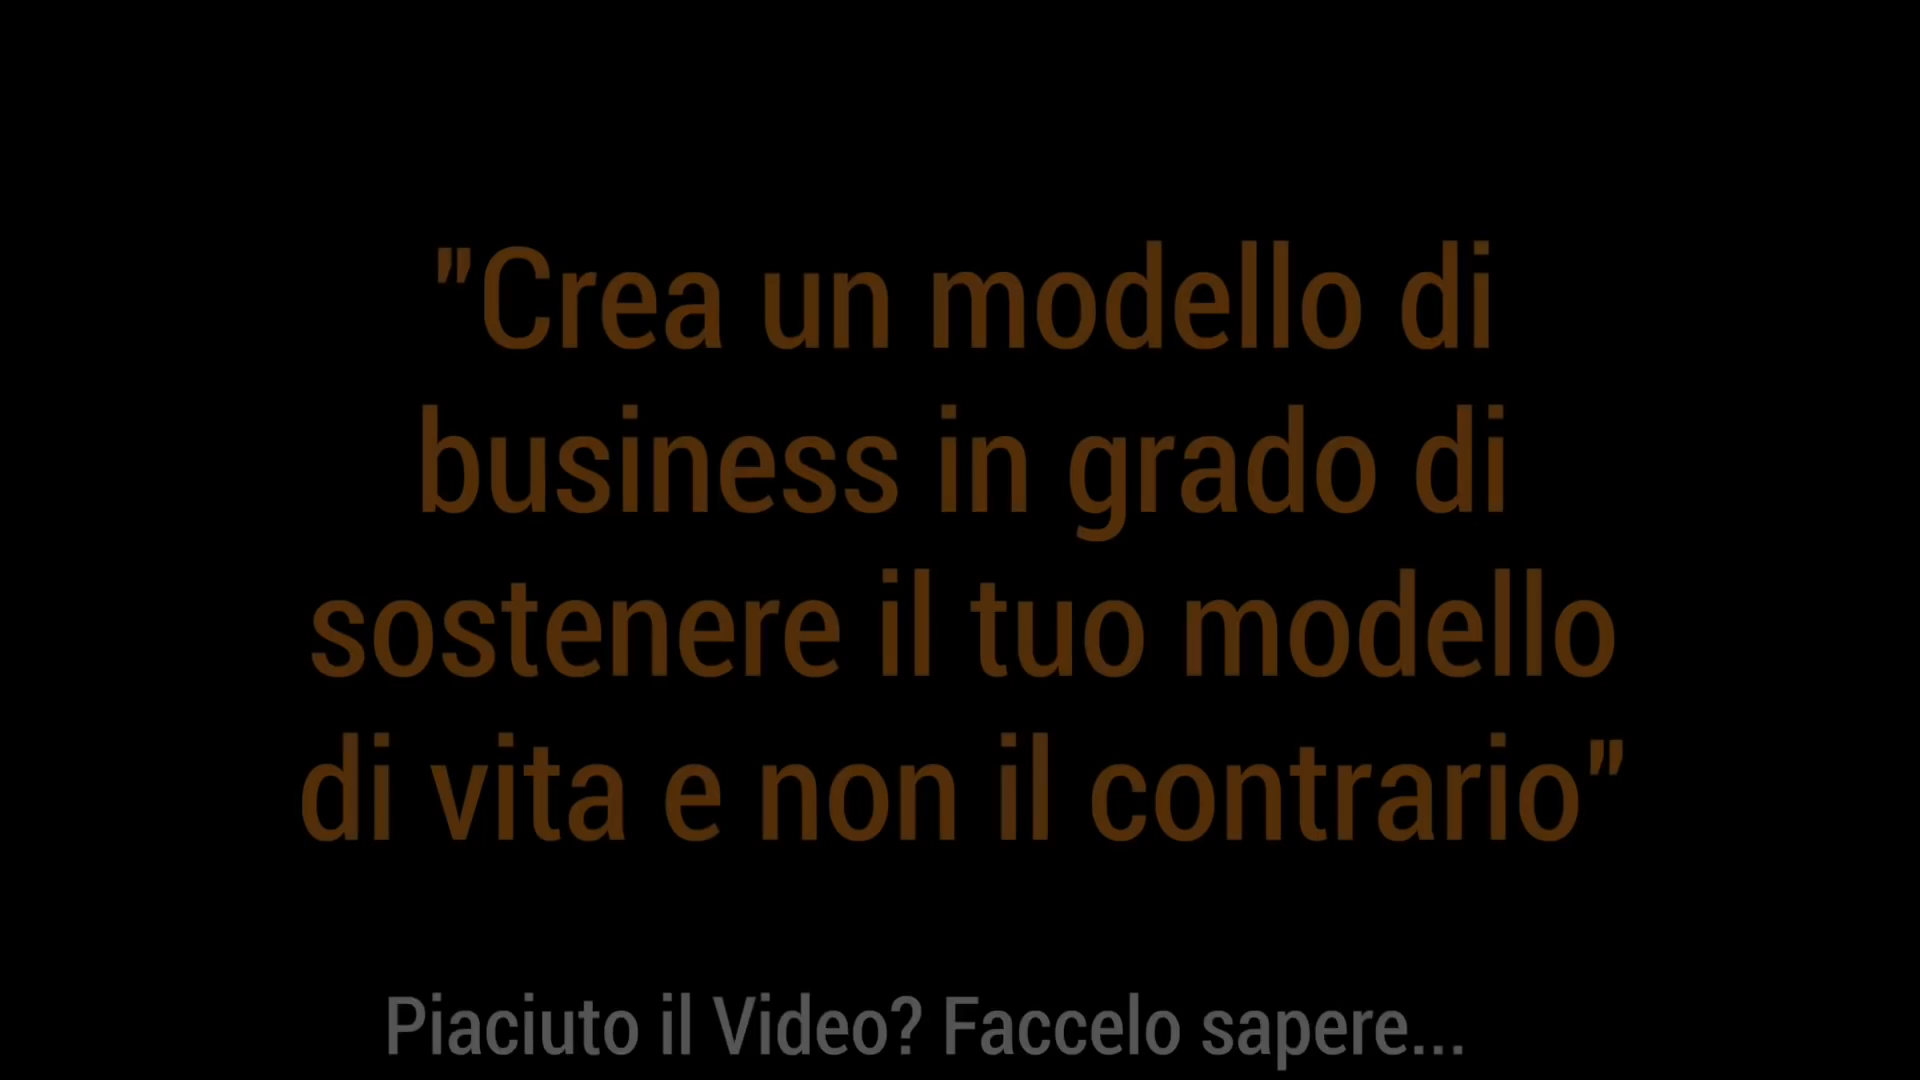 "Crea un modello di
business in grado di
sostenere il tuo modello
di vita e non il contrario"
Piaciuto il Video? Faccelo sapere...